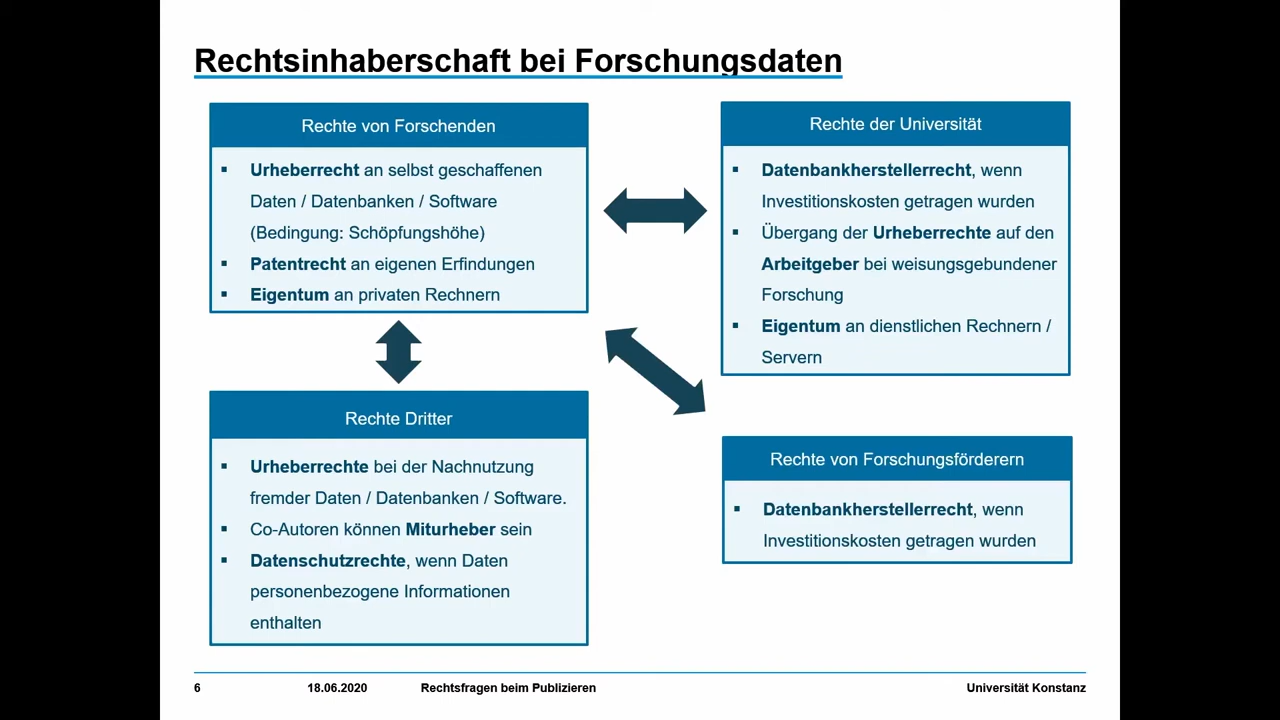 Rechtsinhaberschaft bei Forschungsdaten
Rechte von Forschenden
▪ Urheberrecht an selbst geschaffenen
Daten / Datenbanken / Software
(Bedingung: Schöpfungshöhe)
▪ Patentrecht an eigenen Erfindungen
▪ Eigentum an privaten Rechnern
Rechte der Universität
▪ Datenbankherstellerrecht, wenn
Investitionskosten getragen wurden
▪ Übergang der Urheberrechte auf den
Arbeitgeber bei weisungsgebundener
Forschung
▪ Eigentum an dienstlichen Rechnern /
Servern
Rechte Dritter
▪ Urheberrechte bei der Nachnutzung
fremder Daten / Datenbanken / Software.
▪ Co-Autoren können Miturheber sein
▪ Datenschutzrechte, wenn Daten
personenbezogene Informationen
enthalten
Rechte von Forschungsförderern
▪ Datenbankherstellerrecht, wenn
Investitionskosten getragen wurden
6 18.06.2020 Rechtsfragen beim Publizieren Universität Konstanz